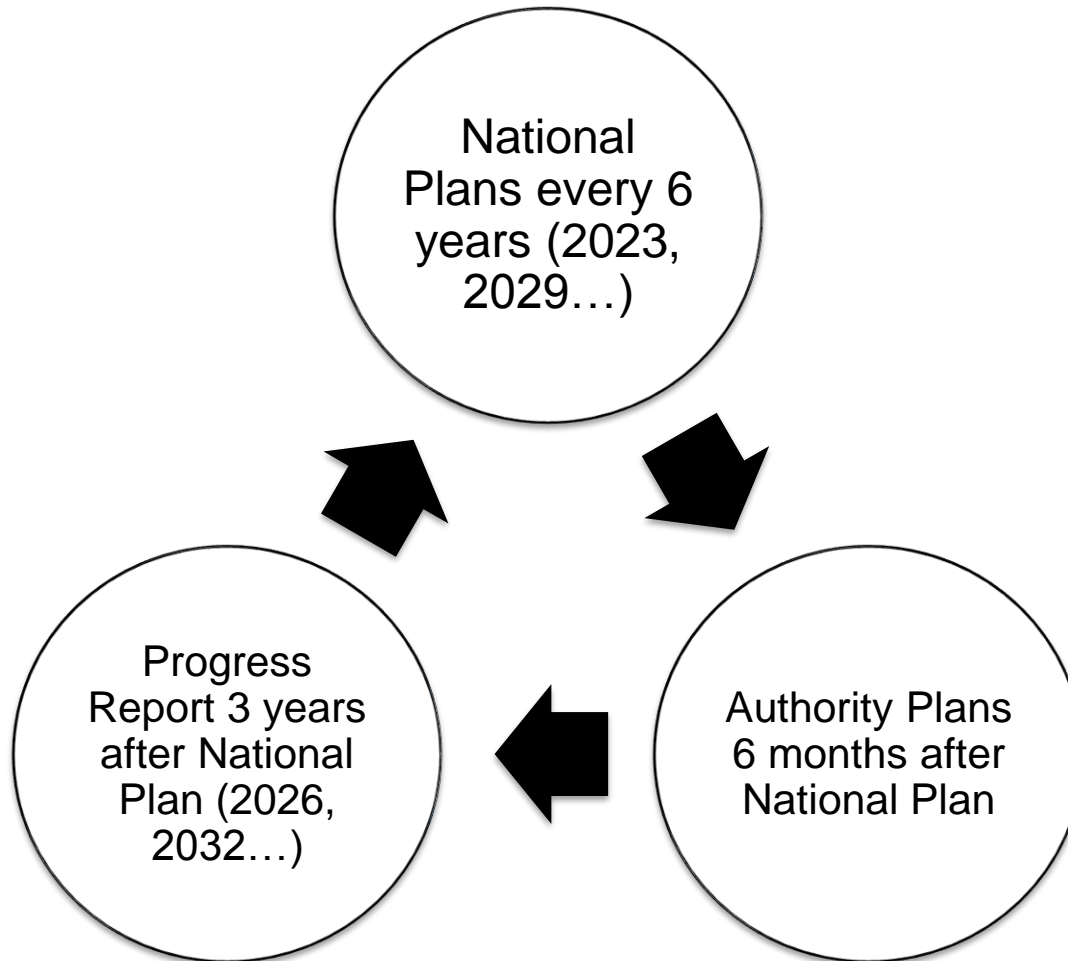 National
Plans every 6
years (2023,
2029…)
Authority Plans
6 months after
National Plan
Progress
Report 3 years
after National
Plan (2026,
2032…)